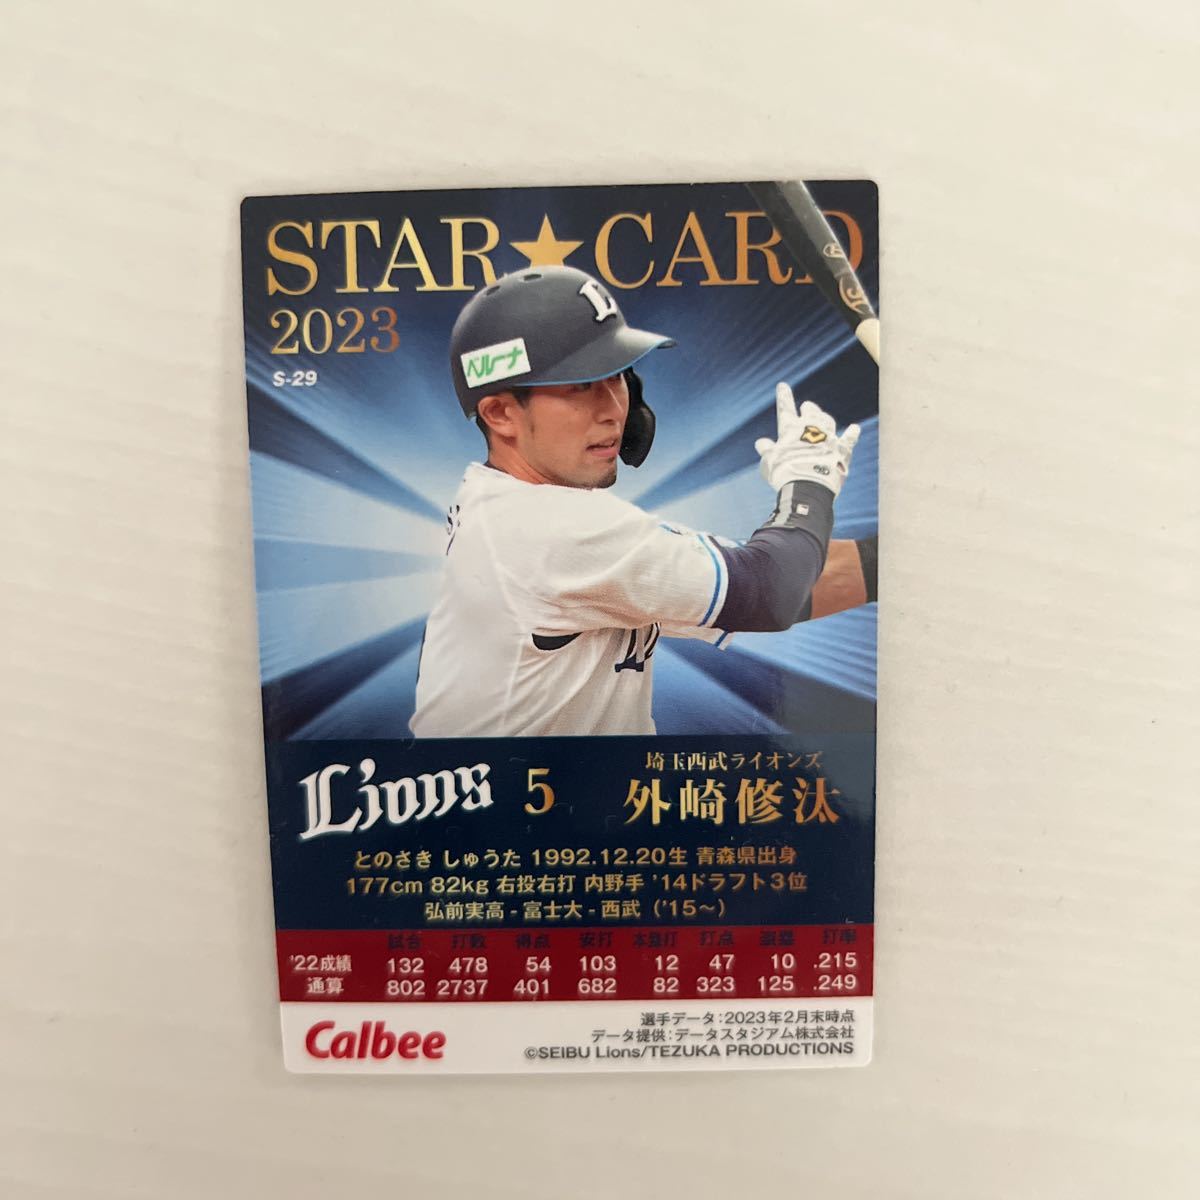 STAR★CARD
2023
S-29
ベルーナ
L
Lions 5 埼玉西武ライオンズ
外崎修汰
とのさき しゅうた 1992.12.20生 青森県出身
177cm 82kg 右投右打 内野手 '14ドラフト3位
弘前実高 - 富士大 - 西武（'15〜）
試合 打数 得点 安打 本塁打 打点 盗塁 打率
'22成績 132 478 54 103 12 47 10 .215
通算 802 2737 401 682 82 323 125 .249
Calbee
選手データ：2023年2月末時点
データ提供：データスタジアム株式会社
©SEIBU Lions/TEZUKA PRODUCTIONS